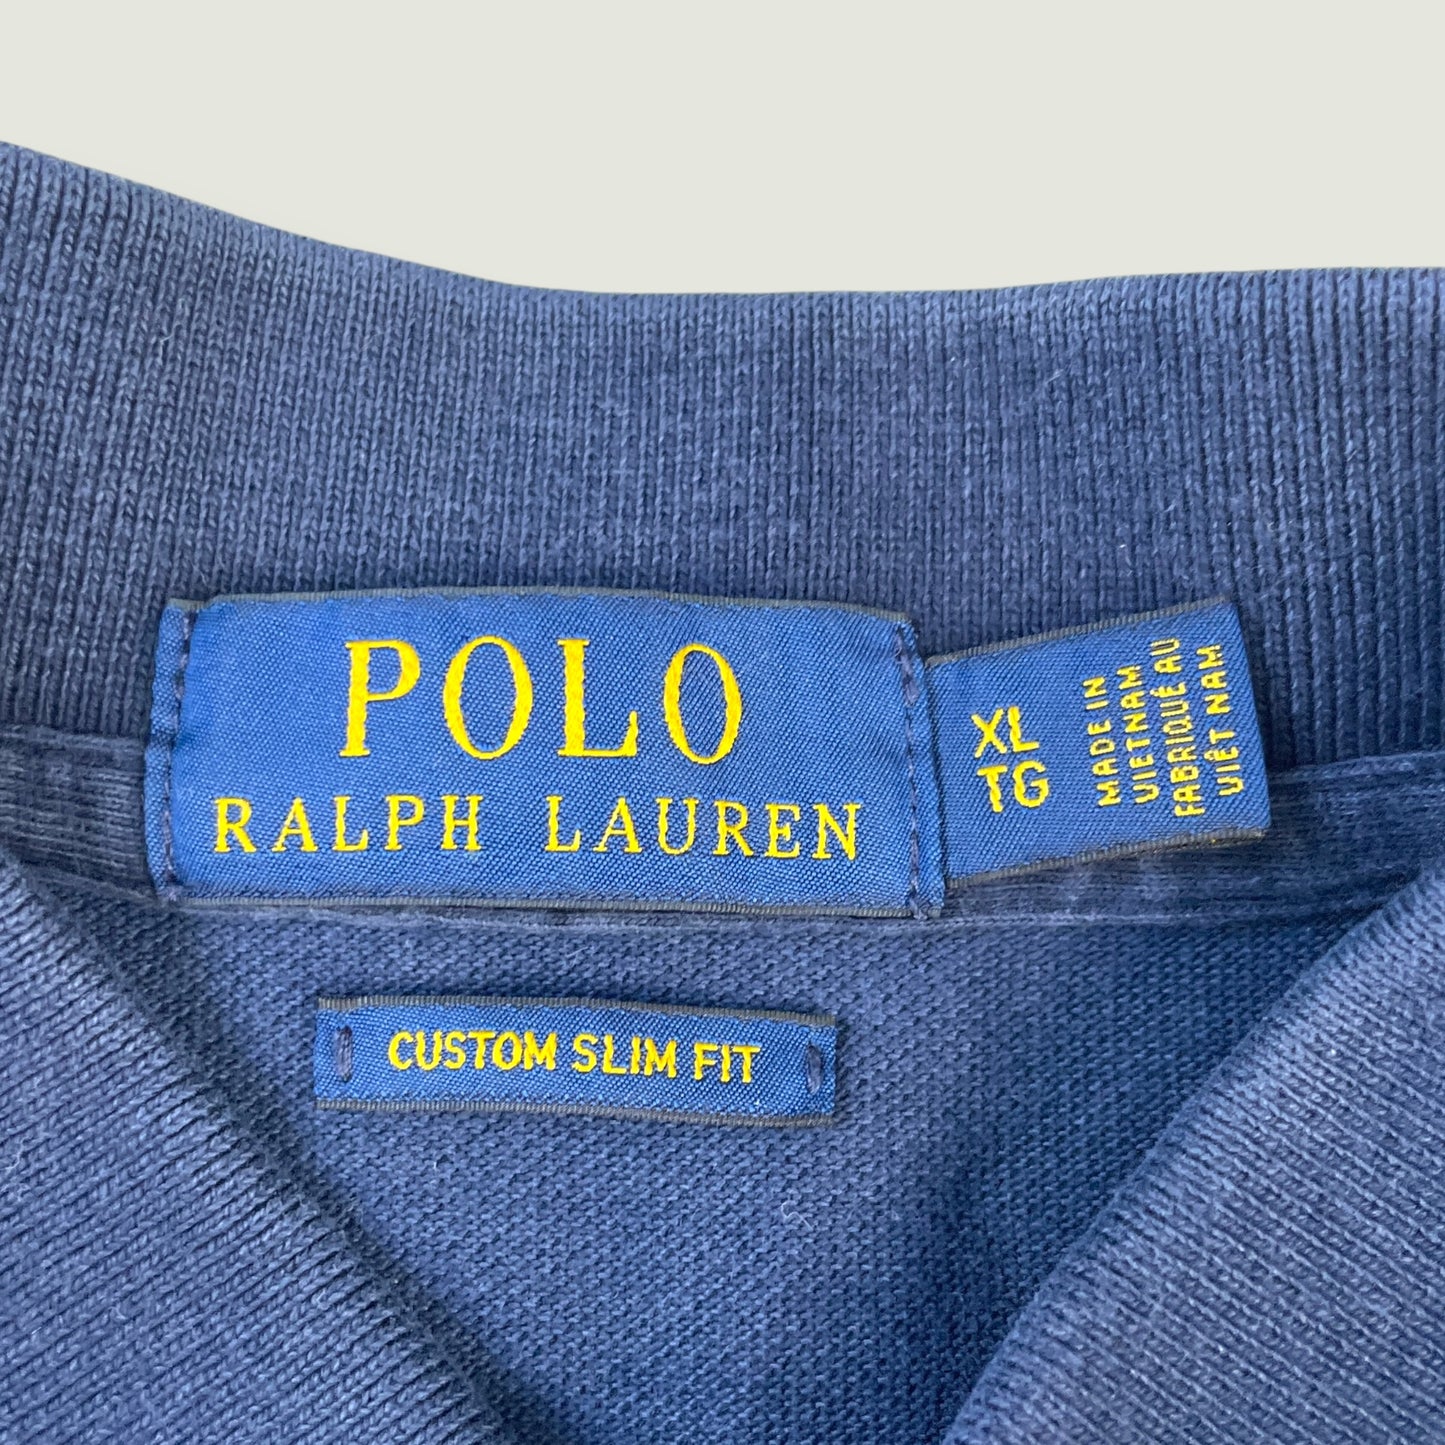 POLO
RALPH LAUREN
XL
TG
MADE IN
VIETNAM
FABRIQUÉ AU
VIÊT NAM
CUSTOM SLIM FIT